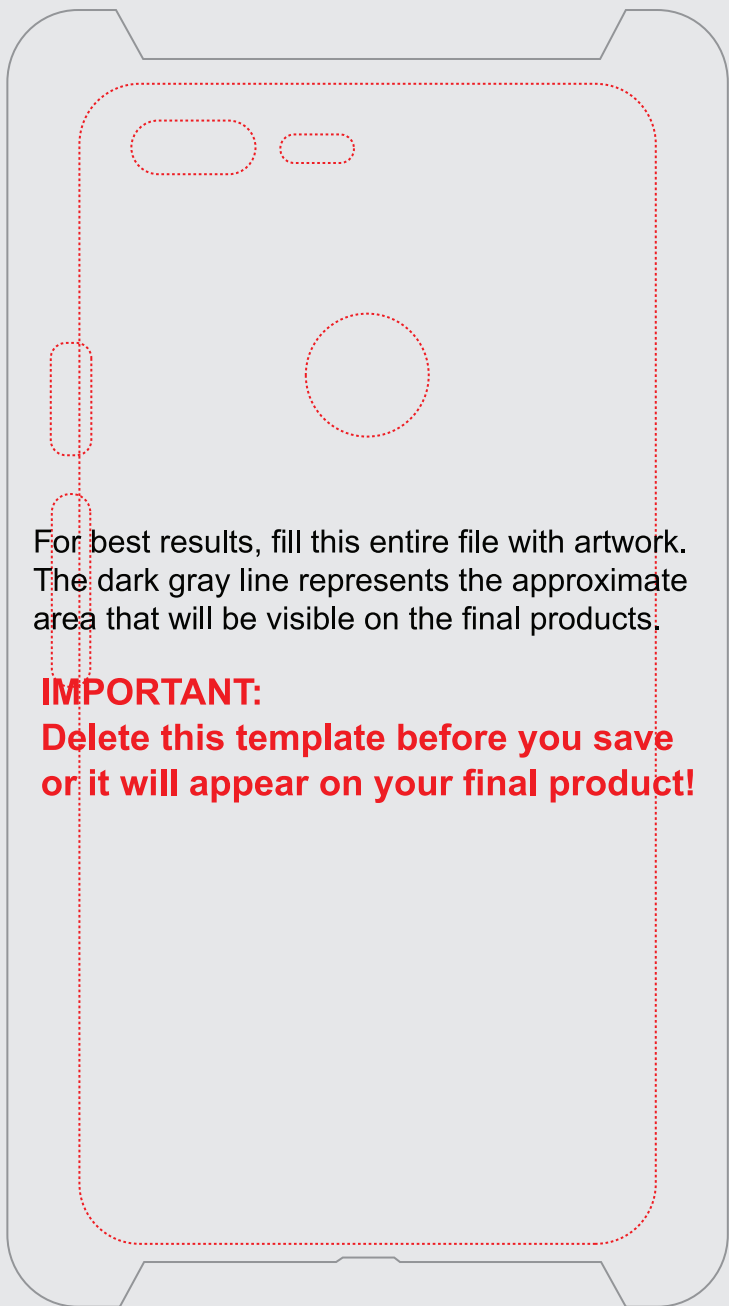 For best results, fill this entire file with artwork.
The dark gray line represents the approximate
area that will be visible on the final products.
IMPORTANT:
Delete this template before you save
or it will appear on your final product!